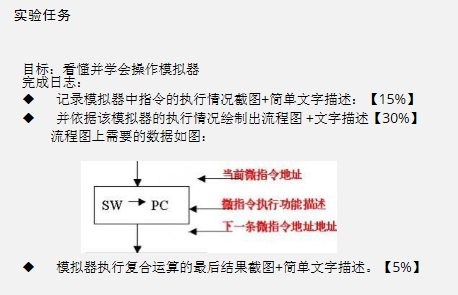 实验任务
目标：看懂并学会操作模拟器
完成日志：
◆ 记录模拟器中指令的执行情况截图+简单文字描述：【15%】
◆ 并依据该模拟器的执行情况绘制出流程图 +文字描述【30%】
流程图上需要的数据如图：
当前微指令地址
SW → PC
微指令执行功能描述
下一条微指令地址地址
◆ 模拟器执行复合运算的最后结果截图+简单文字描述。【5%】